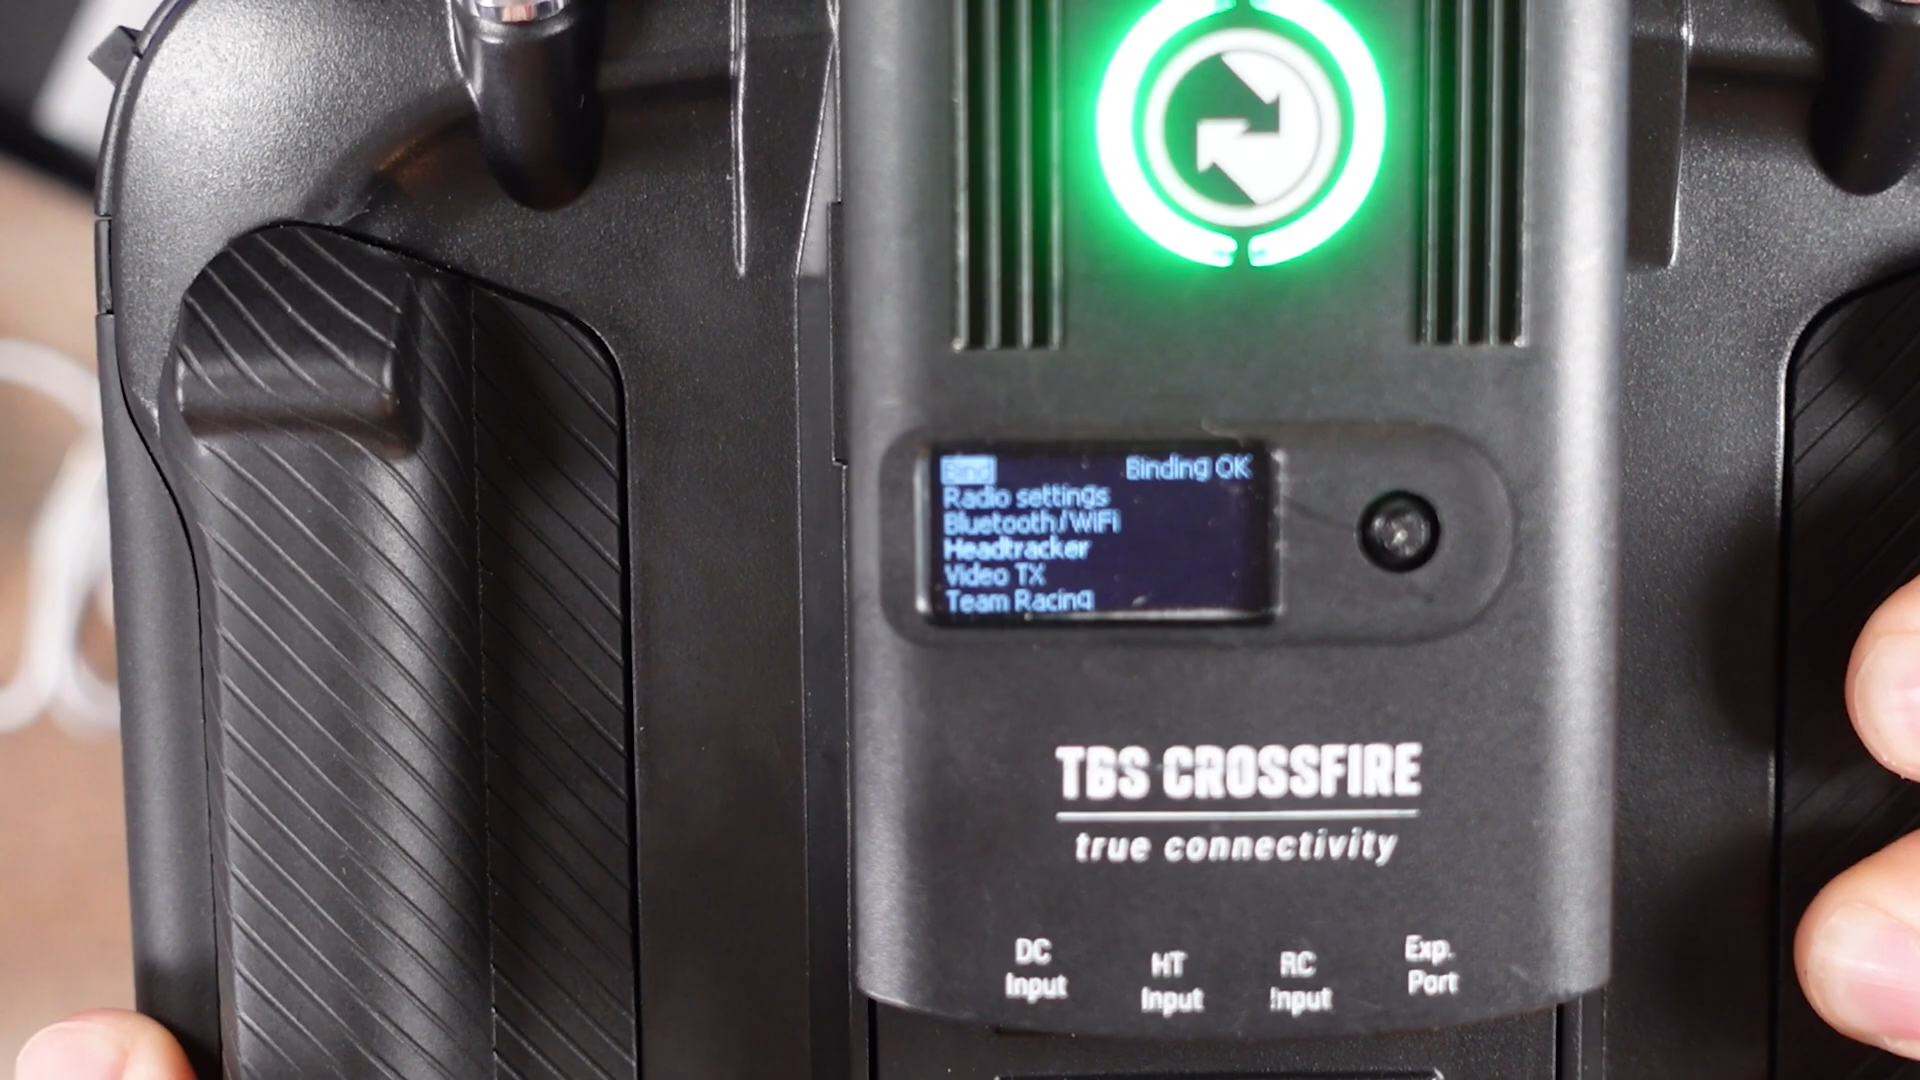 Bind Binding OK
Radio settings
Bluetooth/WiFi
Headtracker
Video TX
Team Racing
TBS CROSSFIRE
true connectivity
DC Input
HT Input
RC Input
Exp. Port